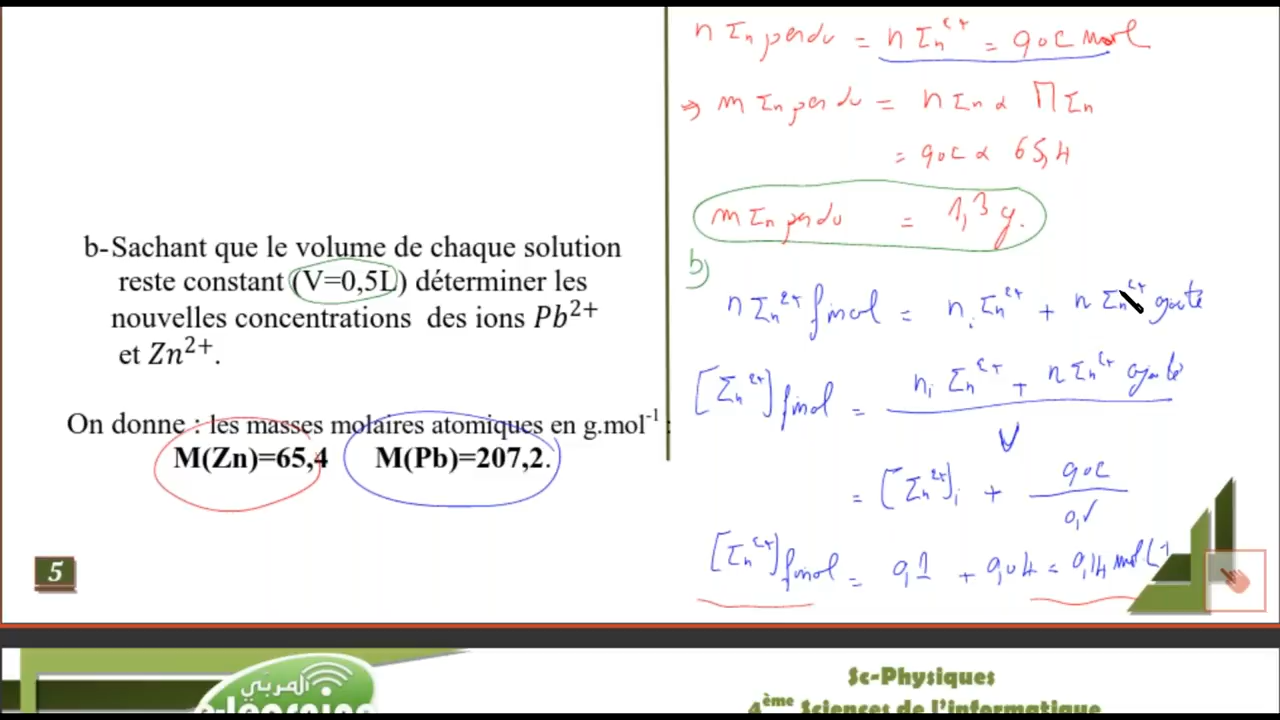 b-Sachant que le volume de chaque solution
reste constant (V=0,5L) déterminer les
nouvelles concentrations des ions Pb²⁺
et Zn²⁺.
On donne : les masses molaires atomiques en g.mol⁻¹ :
M(Zn)=65,4 M(Pb)=207,2.
5
n Zn perdu = n Zn²⁺ = 0,02 mol
⇒ m Zn perdu = n Zn × M Zn
= 0,02 × 65,4
m Zn perdu = 1,3 g.
b)
n Zn²⁺ final = nᵢ Zn²⁺ + n Zn²⁺ ajouté
[Zn²⁺] final = nᵢ Zn²⁺ + n Zn²⁺ ajouté
V
= [Zn²⁺]ᵢ + 0,02
0,5
[Zn²⁺] final = 0,1 + 0,04 = 0,14 mol L⁻¹
العربي
e-Learning
Sc-Physiques
4ème Sciences de l'informatique